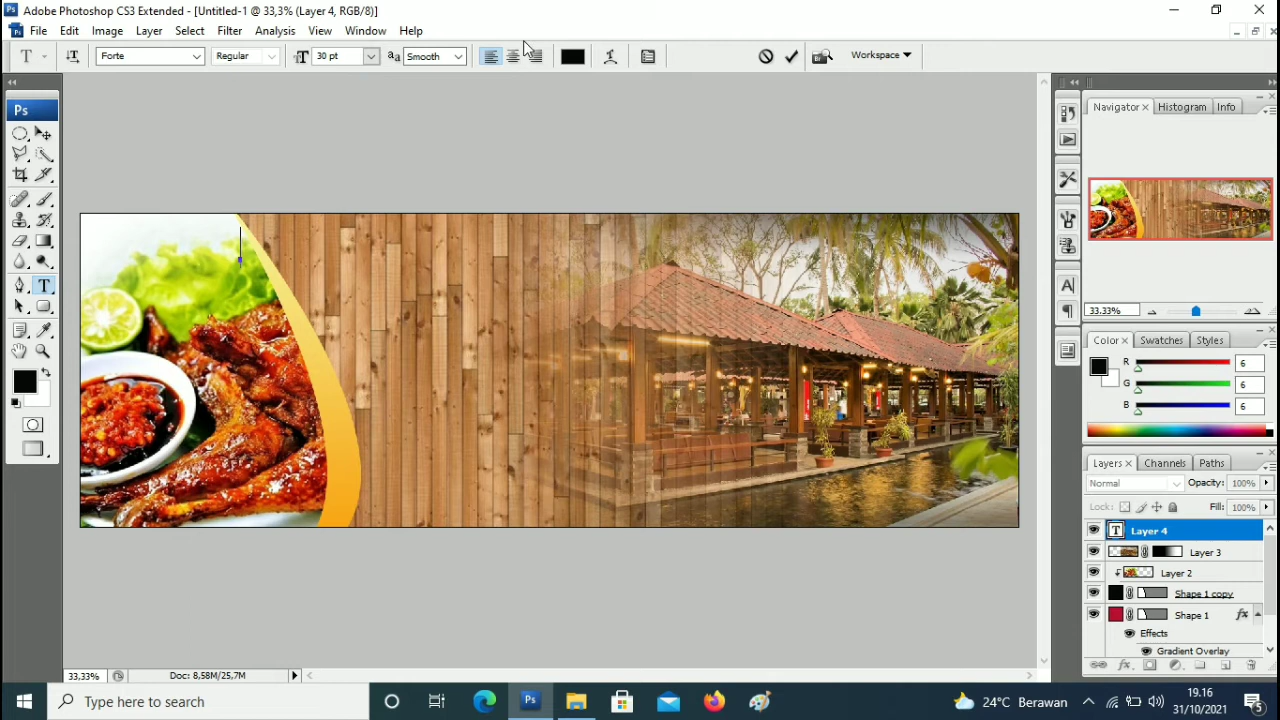 Adobe Photoshop CS3 Extended - [Untitled-1 @ 33,3% (Layer 4, RGB/8)]
File Edit Image Layer Select Analysis Filter View Window Help
T Forte Regular 30 pt Smooth Workspace
Ps
Navigator Histogram Info
33.33%
Color Swatches Styles
R 6
G 6
B 6
Layers Channels Paths
Normal Opacity: 100%
Lock: Fill: 100%
Layer 4
Layer 3
Layer 2
Shape 1 copy
Shape 1 fx
Effects
Gradient Overlay
33,33% Doc: 8,58M/25,7M
Type here to search
24°C Berawan
19.16
31/10/2021
5